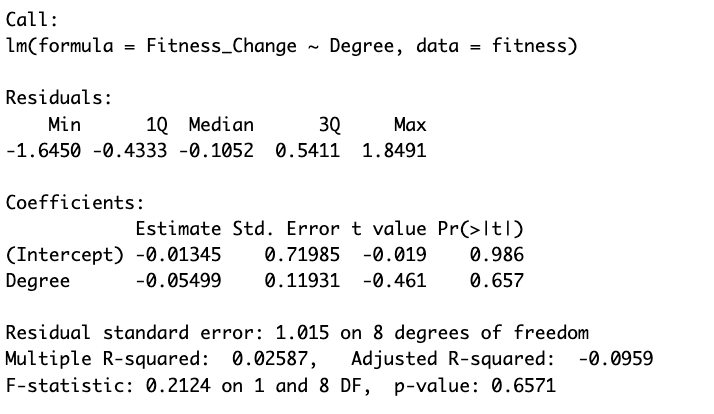 Call:
lm(formula = Fitness_Change ~ Degree, data = fitness)
Residuals:
    Min      1Q  Median      3Q     Max
-1.6450 -0.4333 -0.1052  0.5411  1.8491
Coefficients:
            Estimate Std. Error t value Pr(>|t|)
(Intercept) -0.01345    0.71985  -0.019    0.986
Degree      -0.05499    0.11931  -0.461    0.657
Residual standard error: 1.015 on 8 degrees of freedom
Multiple R-squared:  0.02587,   Adjusted R-squared:  -0.0959
F-statistic: 0.2124 on 1 and 8 DF,  p-value: 0.6571